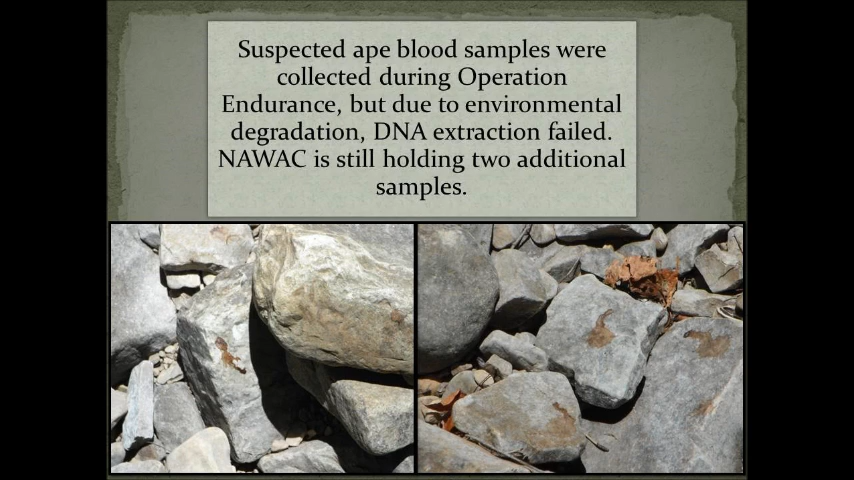 Suspected ape blood samples were
collected during Operation
Endurance, but due to environmental
degradation, DNA extraction failed.
NAWAC is still holding two additional
samples.